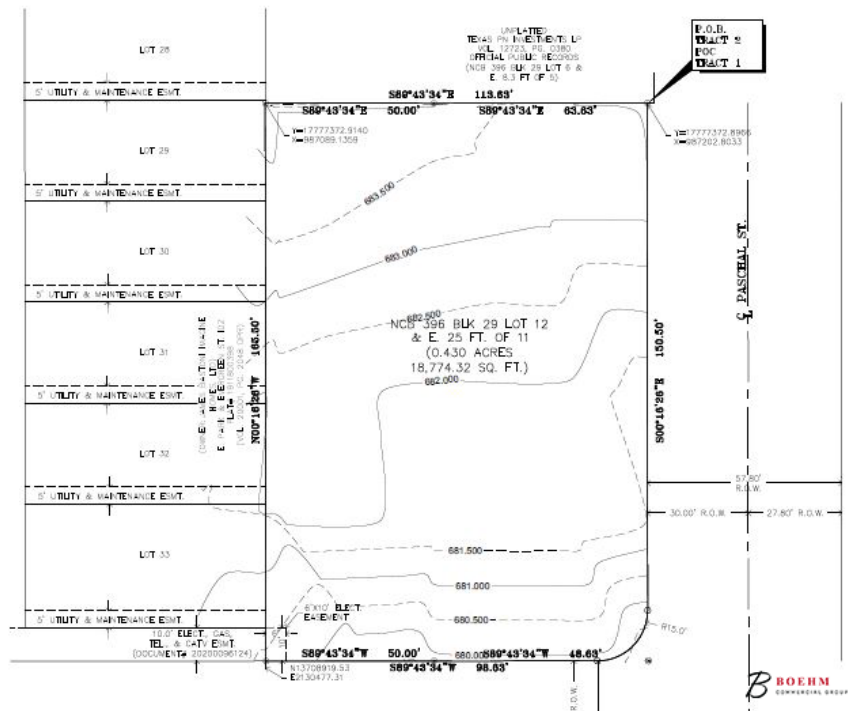 LOT 28
5' UTILITY & MAINTENANCE ESMT.
LOT 29
5' UTILITY & MAINTENANCE ESMT.
LOT 30
5' UTILITY & MAINTENANCE ESMT.
LOT 31
5' UTILITY & MAINTENANCE ESMT.
LOT 32
5' UTILITY & MAINTENANCE ESMT.
LOT 33
5' UTILITY & MAINTENANCE ESMT.
10.0' ELECT., GAS,
TEL., & CATV ESMT.
(DOCUMENT# 20200096124)
UNPLATTED
TEXAS PN INVESTMENTS LP
VOL. 12723, PG. 0380
OFFICIAL PUBLIC RECORDS
(NCB 396 BLK 29 LOT 6 &
E. 8.3 FT OF 5)
P.O.B.
TRACT 2
POC
TRACT 1
S89°43'34"E 113.63'
S89°43'34"E 50.00'
S89°43'34"E 63.63'
Y=17777372.9140
X=987089.1359
Y=17777372.8966
X=987202.8033
683.500
683.000
682.500
NCB 396 BLK 29 LOT 12
& E. 25 FT. OF 11
(0.430 ACRES
18,774.32 SQ. FT.)
682.000
N00°16'26"W 165.50'
S00°16'26"E 150.50'
PASCHAL ST.
57.80'
R.O.W.
30.00' R.O.W.
27.80' R.O.W.
681.500
681.000
680.500
6'X10' ELECT.
EASEMENT
6'
R15.0'
680.00
S89°43'34"W 50.00'
S89°43'34"W 48.63'
S89°43'34"W 98.63'
N13708919.53
E2130477.31
R.O.W.
B BOEHM
COMMERCIAL GROUP